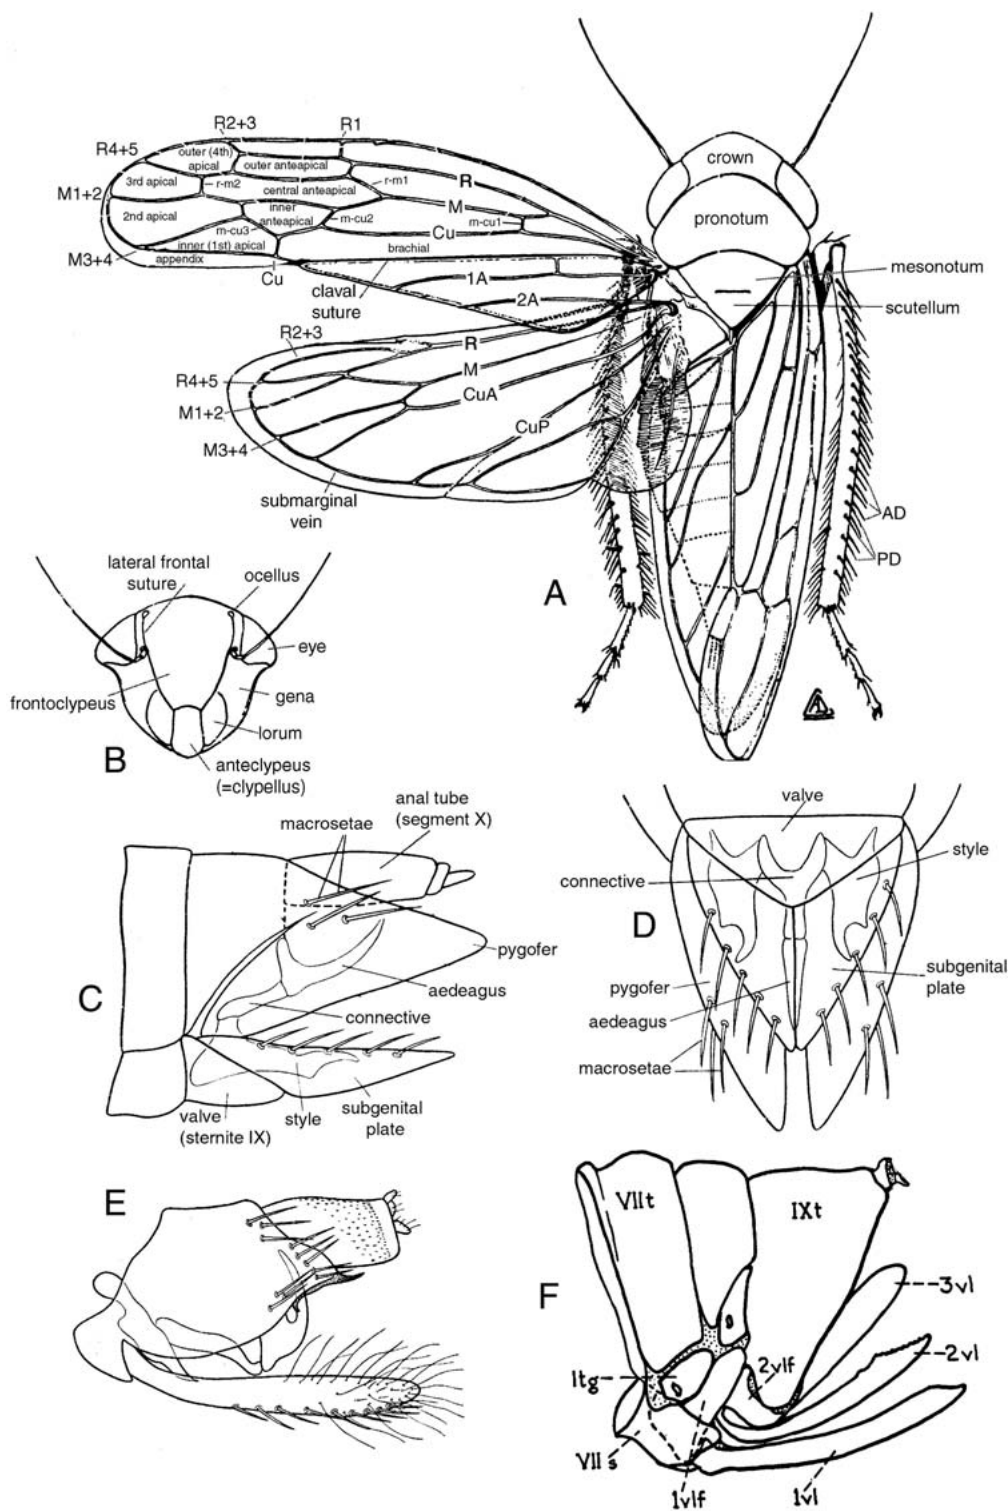 R2+3
R1
R4+5
outer (4th)
apical
outer anteapical
crown
3rd apical
r-m2
central anteapical
r-m1
R
M1+2
M
pronotum
2nd apical
inner
anteapical
m-cu2
m-cu1
m-cu3
Cu
inner (1st) apical
brachial
M3+4
appendix
Cu
claval
suture
1A
2A
mesonotum
scutellum
R2+3
R
R4+5
M
CuA
M1+2
CuP
M3+4
submarginal
vein
AD
PD
A
lateral frontal
suture
ocellus
eye
frontoclypeus
gena
lorum
B
anteclypeus
(=clypellus)
macrosetae
anal tube
(segment X)
C
pygofer
aedeagus
connective
valve
(sternite IX)
style
subgenital
plate
valve
style
connective
D
pygofer
subgenital
plate
aedeagus
macrosetae
E
VIIt
IXt
F
3vl
2vl
2vlf
Itg
VII s
1vlf
1vl